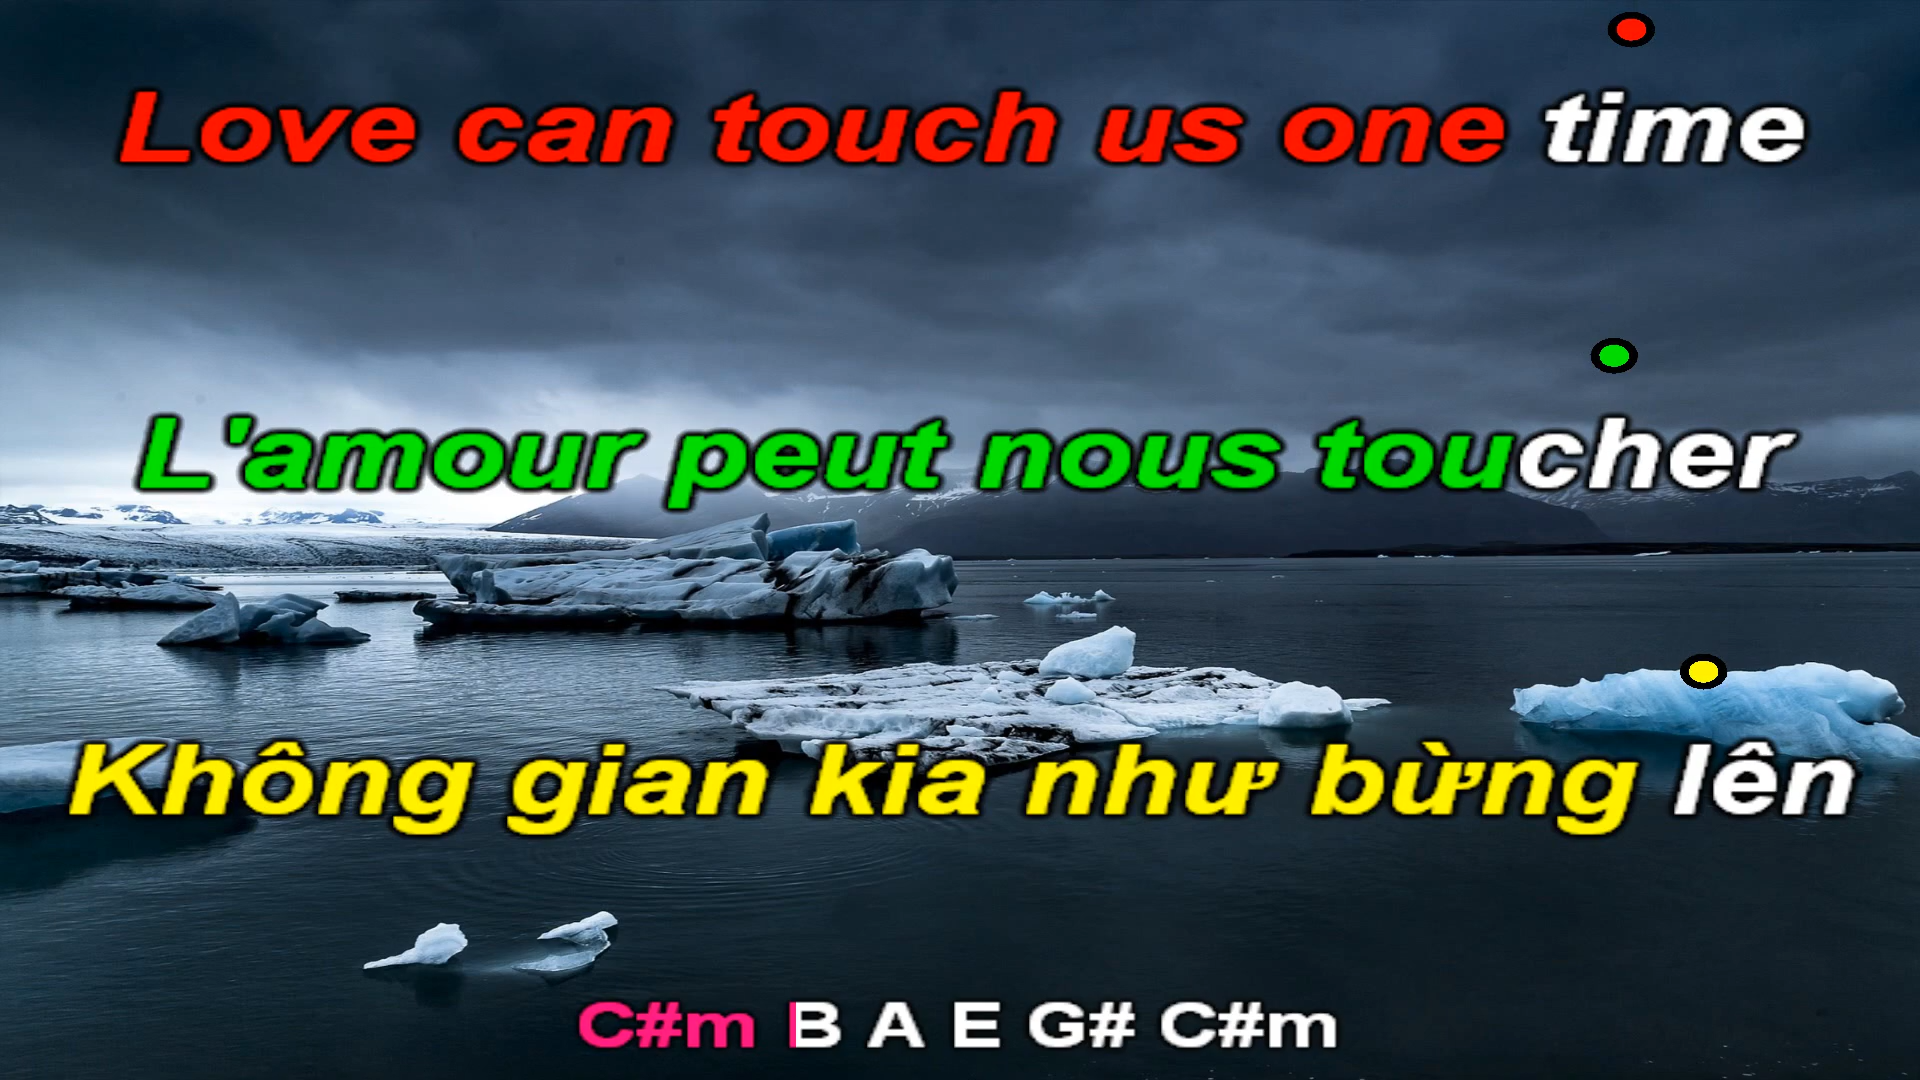 Love can touch us one time
L'amour peut nous toucher
Không gian kia như bừng lên
C#m B A E G# C#m